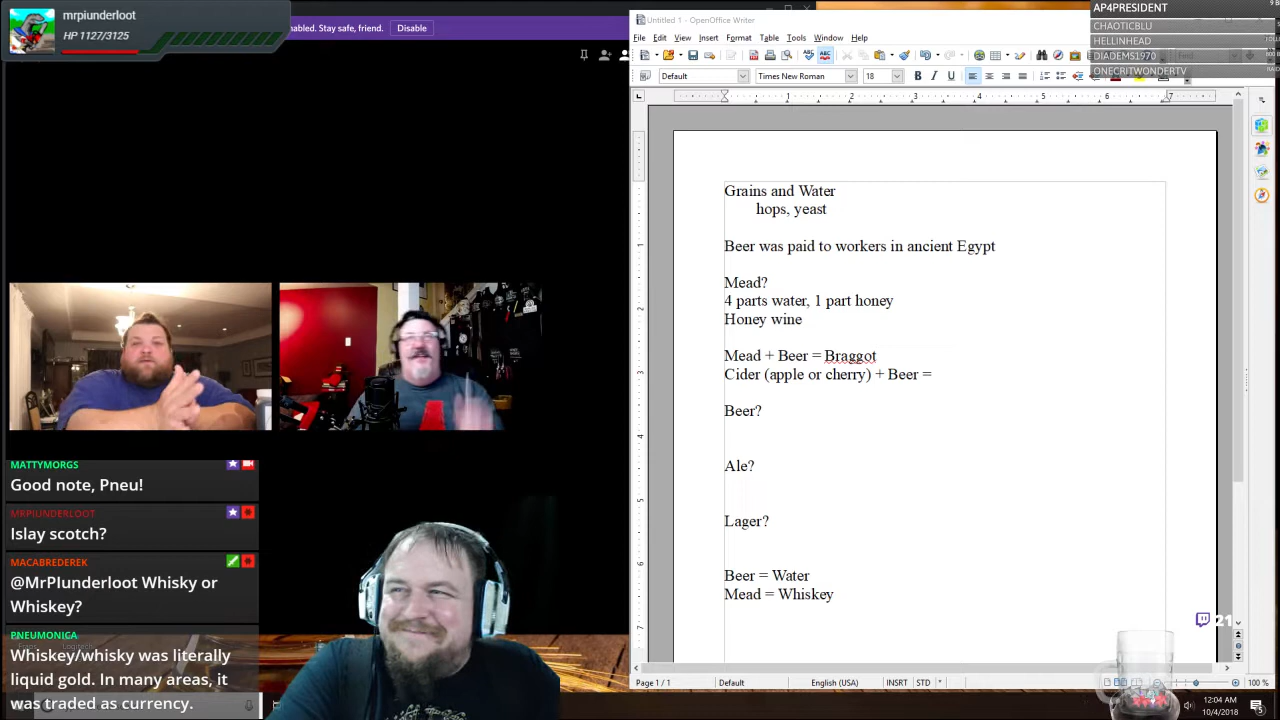 mrpiunderloot
HP 1127/3125
abled. Stay safe, friend.
Disable
Untitled 1 - OpenOffice Writer
File Edit View Insert Format Table Tools Window Help
Default
Times New Roman
18
AP4PRESIDENT
CHAOTICBLU
HELLINHEAD
DIADEMS1970
ONECRITWONDERTV
Grains and Water
hops, yeast
Beer was paid to workers in ancient Egypt
Mead?
4 parts water, 1 part honey
Honey wine
Mead + Beer = Braggot
Cider (apple or cherry) + Beer =
Beer?
Ale?
Lager?
Beer = Water
Mead = Whiskey
MATTYMORGS
Good note, Pneu!
MRPIUNDERLOOT
Islay scotch?
MACABREDEREK
@MrPIunderloot Whisky or
Whiskey?
PNEUMONICA
Whiskey/whisky was literally
liquid gold. In many areas, it
was traded as currency.
21
Page 1 / 1
Default
English (USA)
INSRT
STD
100 %
12:04 AM
10/4/2018